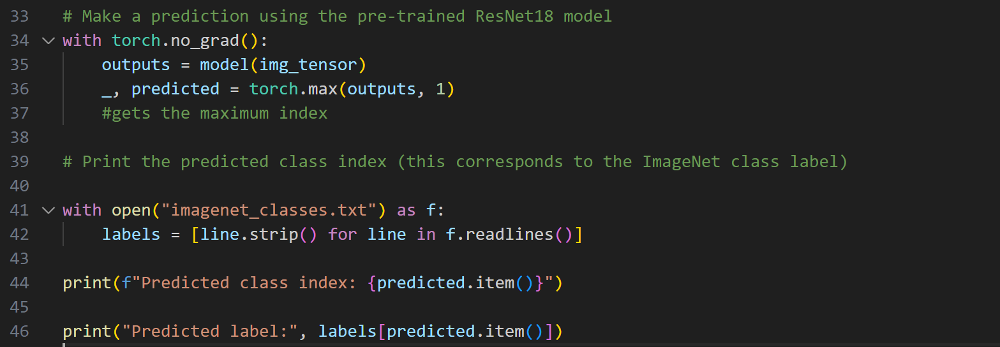 33 # Make a prediction using the pre-trained ResNet18 model
34 with torch.no_grad():
35     outputs = model(img_tensor)
36     _, predicted = torch.max(outputs, 1)
37     #gets the maximum index
38
39 # Print the predicted class index (this corresponds to the ImageNet class label)
40
41 with open("imagenet_classes.txt") as f:
42     labels = [line.strip() for line in f.readlines()]
43
44 print(f"Predicted class index: {predicted.item()}")
45
46 print("Predicted label:", labels[predicted.item()])